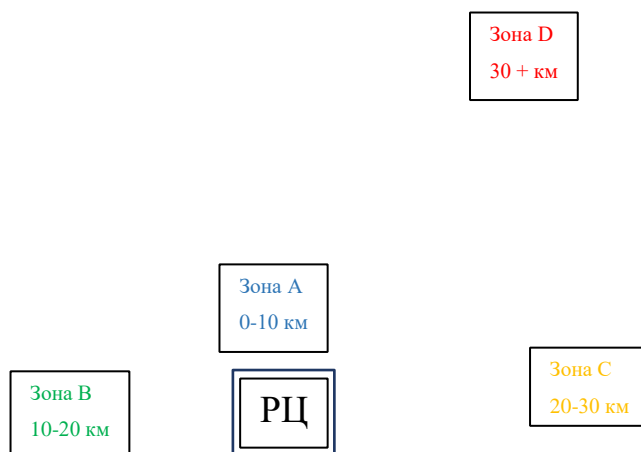 Зона D
30 + км
Зона А
0-10 км
Зона В
10-20 км
РЦ
Зона С
20-30 км